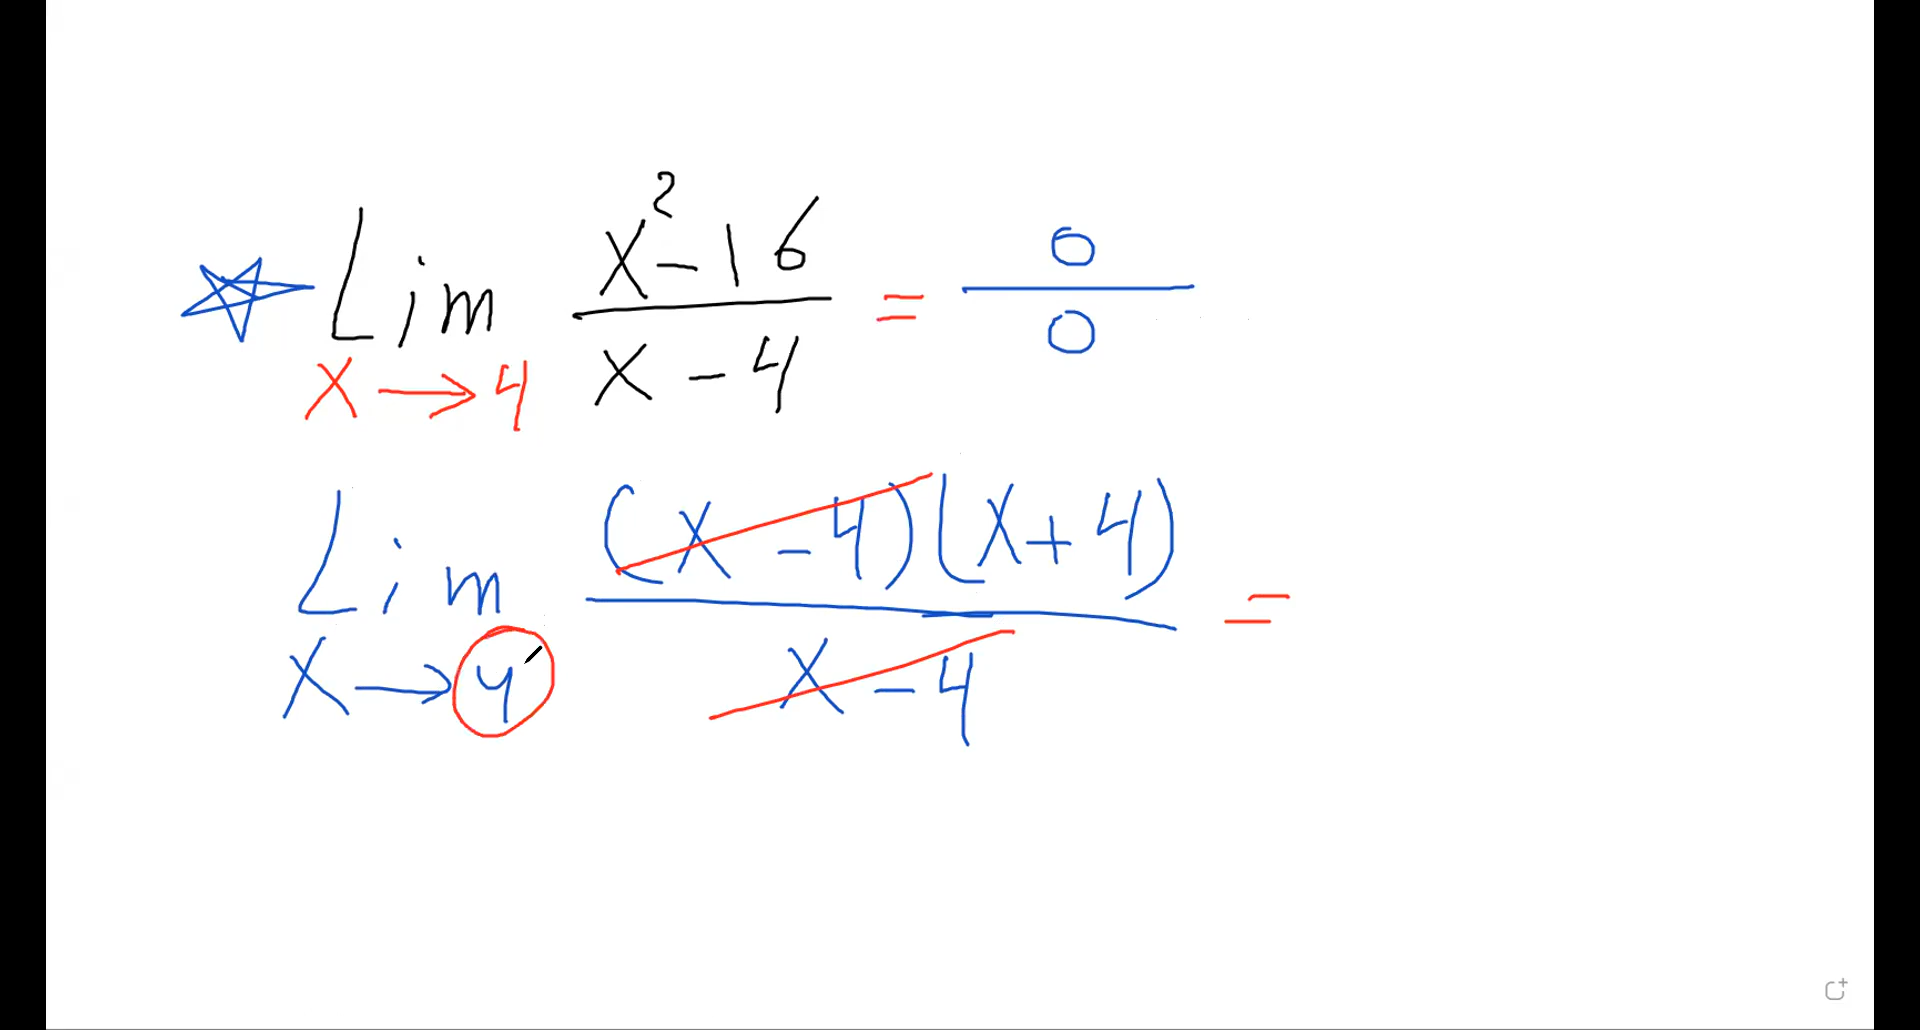 Lim x²-16 / x-4 = 0/0
x→4
Lim (x-4)(x+4) / x-4 =
x→4